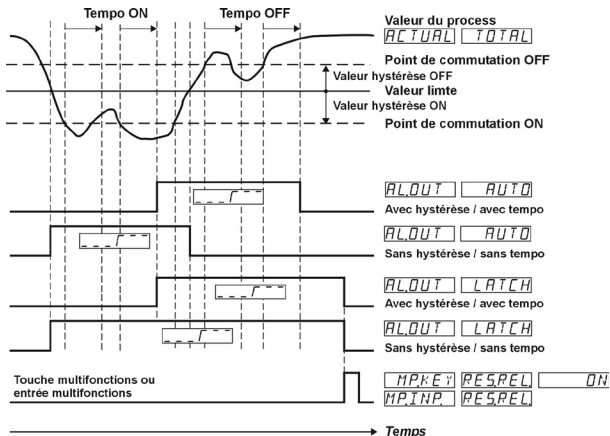 Tempo ON
Tempo OFF
Valeur du process
ACTUAL TOTAL
Point de commutation OFF
Valeur hystérèse OFF
Valeur limte
Valeur hystérèse ON
Point de commutation ON
AL.OUT AUTO
Avec hystérèse / avec tempo
AL.OUT AUTO
Sans hystérèse / sans tempo
AL.OUT LATCH
Avec hystérèse / avec tempo
AL.OUT LATCH
Sans hystérèse / sans tempo
Touche multifonctions ou
entrée multifonctions
MP.KEY RES.REL. ON
MP.INP. RES.REL.
Temps